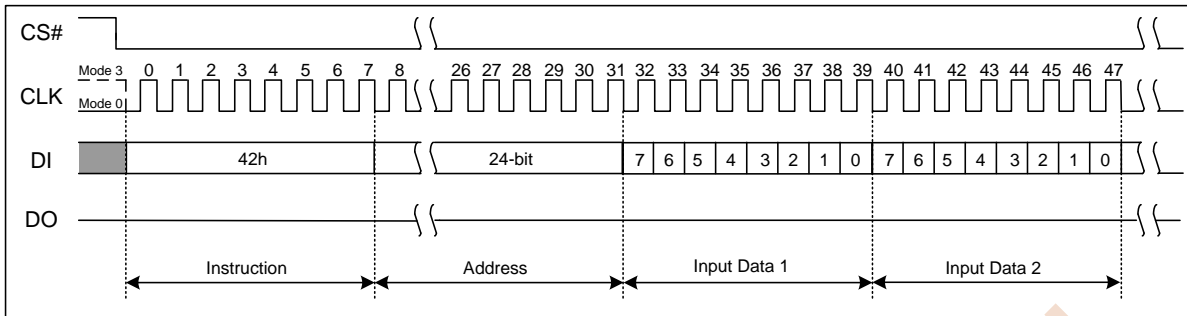 CS#
Mode 3 0 1 2 3 4 5 6 7 8 26 27 28 29 30 31 32 33 34 35 36 37 38 39 40 41 42 43 44 45 46 47
CLK
Mode 0
DI 42h 24-bit 7 6 5 4 3 2 1 0 7 6 5 4 3 2 1 0
DO
Instruction Address Input Data 1 Input Data 2